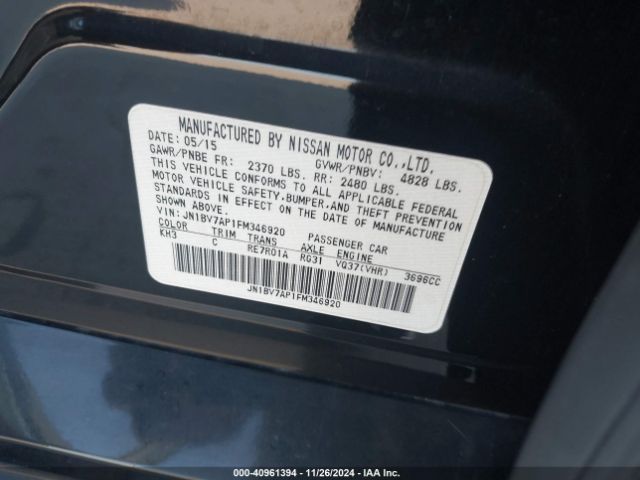 MANUFACTURED BY NISSAN MOTOR CO.,LTD.
DATE: 05/15 GVWR/PNBV: 4828 LBS.
GAWR/PNBE FR: 2370 LBS. RR: 2480 LBS.
THIS VEHICLE CONFORMS TO ALL APPLICABLE FEDERAL
MOTOR VEHICLE SAFETY,BUMPER,AND THEFT PREVENTION
STANDARDS IN EFFECT ON THE DATE OF MANUFACTURE
SHOWN ABOVE.
VIN: JN1BV7AP1FM346920 PASSENGER CAR
COLOR TRIM TRANS AXLE ENGINE
KH3 C RE7R01A RG31 VQ37(VHR) 3696CC
JN1BV7AP1FM346920
000-40961394 | 11/26/2024 | IAA Inc.